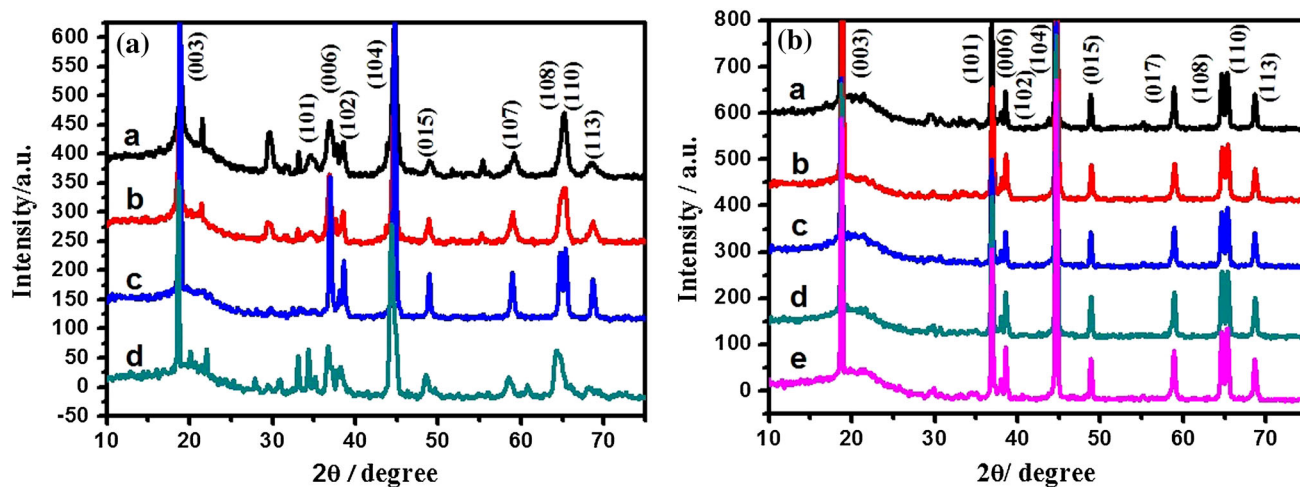 (a)
600
550
500
450
400
350
300
250
200
150
100
50
0
-50
Intensity/a.u.
(003)
(101)
(006)
(102)
(104)
(015)
(107)
(108)
(110)
(113)
a
b
c
d
10 20 30 40 50 60 70
2θ / degree
(b)
800
700
600
500
400
300
200
100
0
Intensity / a.u.
(003)
(101)
(006)
(102)
(104)
(015)
(017)
(108)
(110)
(113)
a
b
c
d
e
10 20 30 40 50 60 70
2θ/ degree